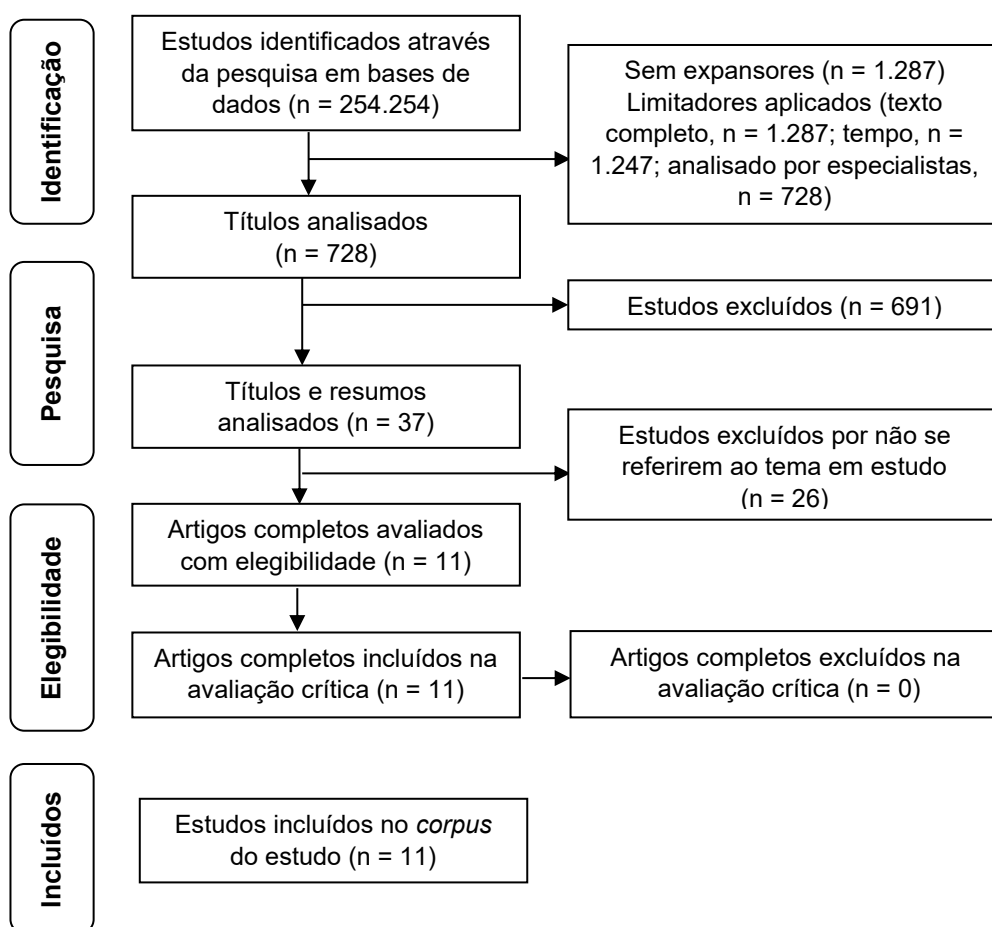 Identificação
Estudos identificados através
da pesquisa em bases de
dados (n = 254.254)
Sem expansores (n = 1.287)
Limitadores aplicados (texto
completo, n = 1.287; tempo, n =
1.247; analisado por especialistas,
n = 728)
Títulos analisados
(n = 728)
Pesquisa
Estudos excluídos (n = 691)
Títulos e resumos
analisados (n = 37)
Estudos excluídos por não se
referirem ao tema em estudo
(n = 26)
Elegibilidade
Artigos completos avaliados
com elegibilidade (n = 11)
Artigos completos incluídos na
avaliação crítica (n = 11)
Artigos completos excluídos na
avaliação crítica (n = 0)
Incluídos
Estudos incluídos no corpus
do estudo (n = 11)